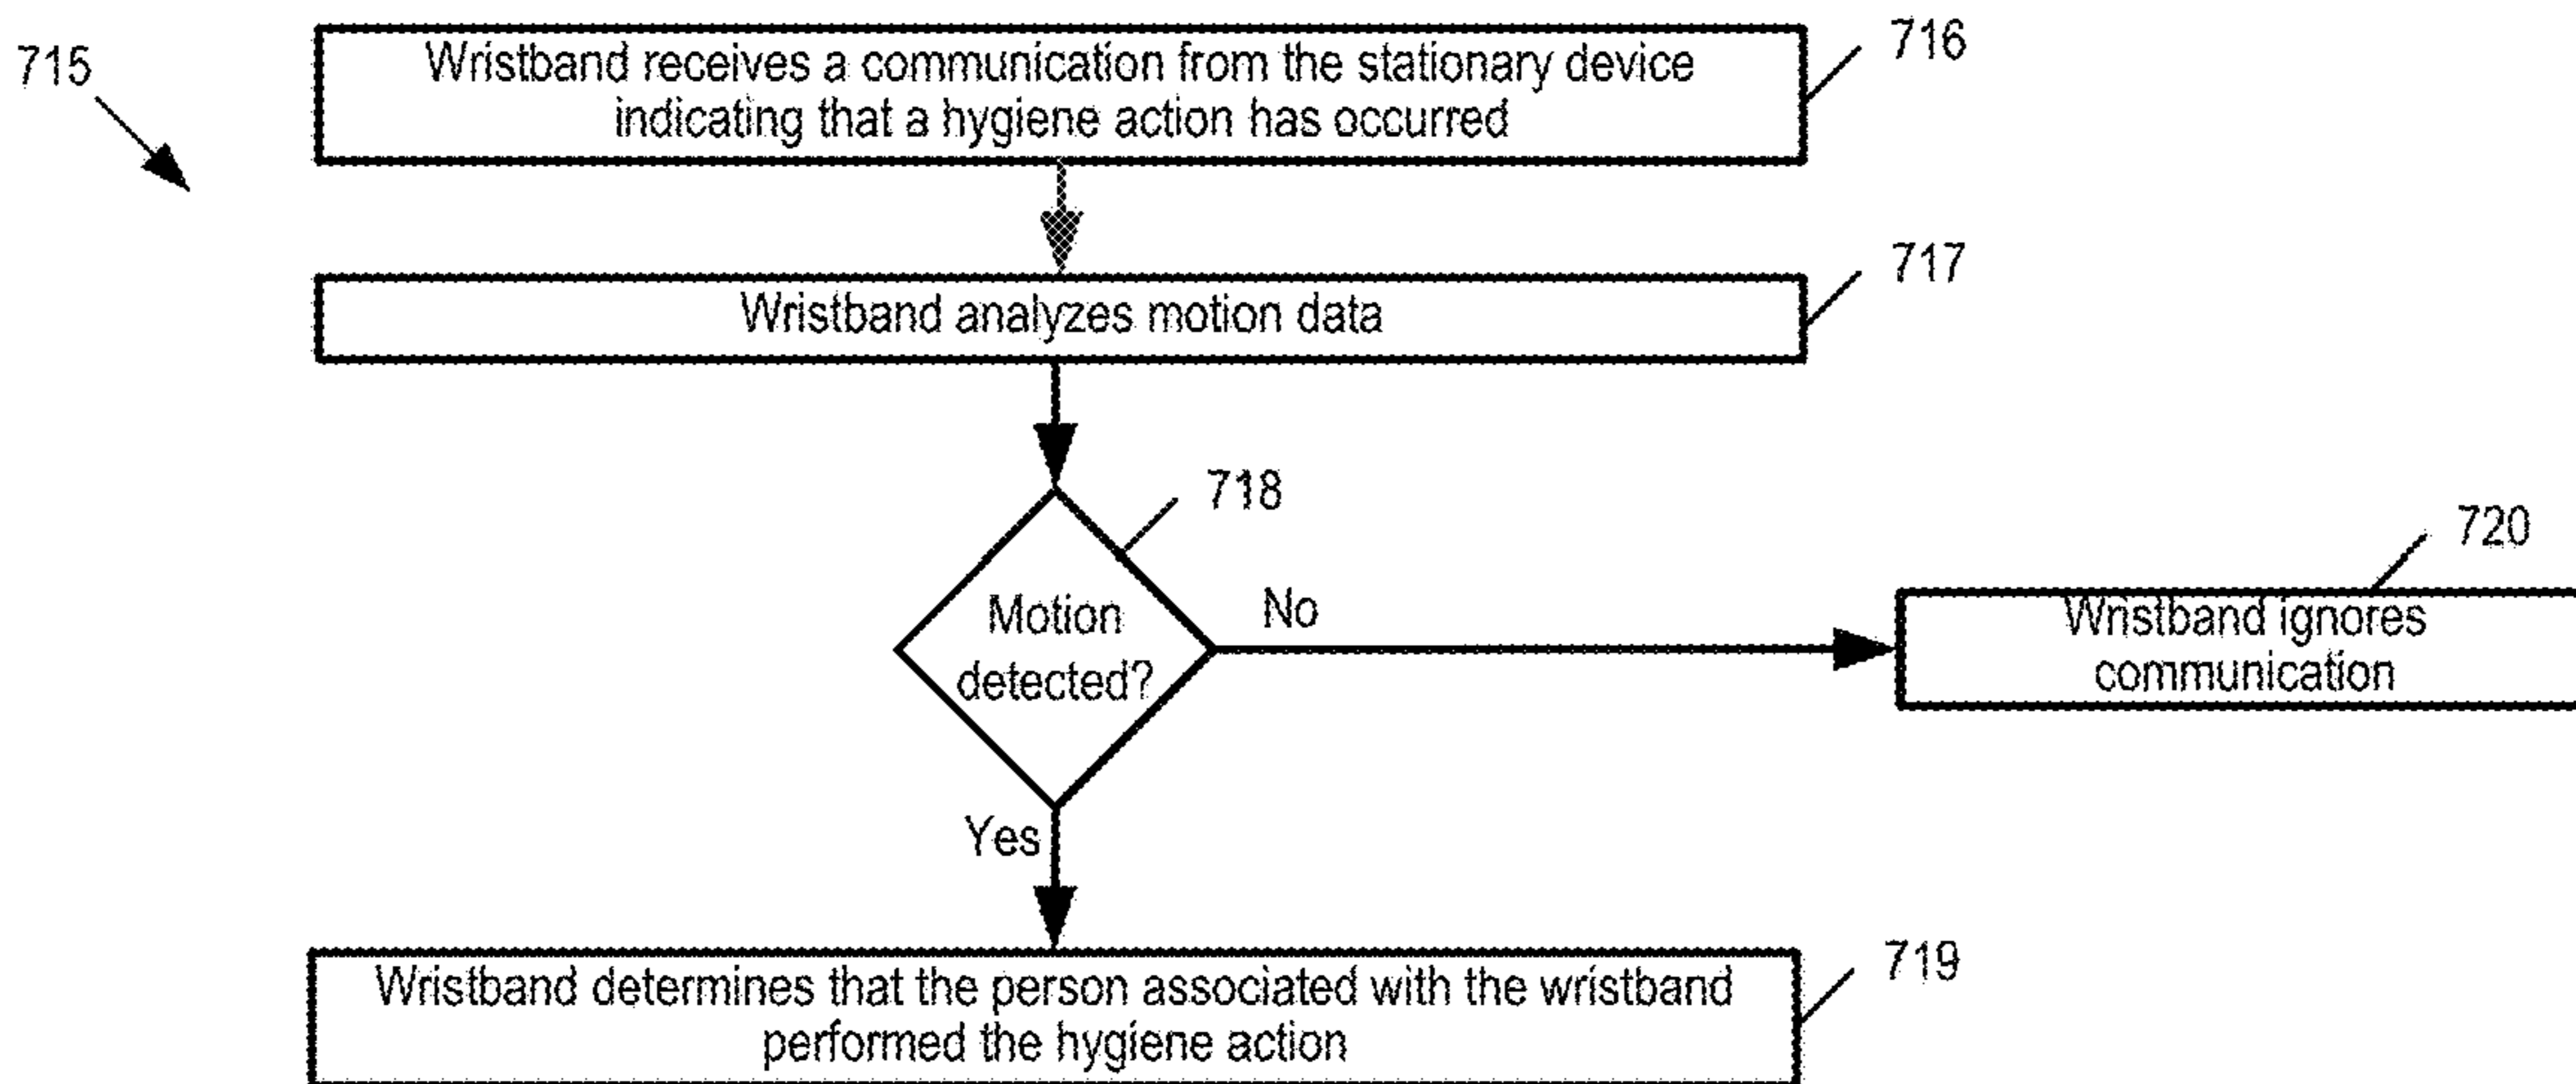 715
Wristband receives a communication from the stationary device
indicating that a hygiene action has occurred
716
Wristband analyzes motion data
717
718
Motion
detected?
No
720
Wristband ignores
communication
Yes
Wristband determines that the person associated with the wristband
performed the hygiene action
719